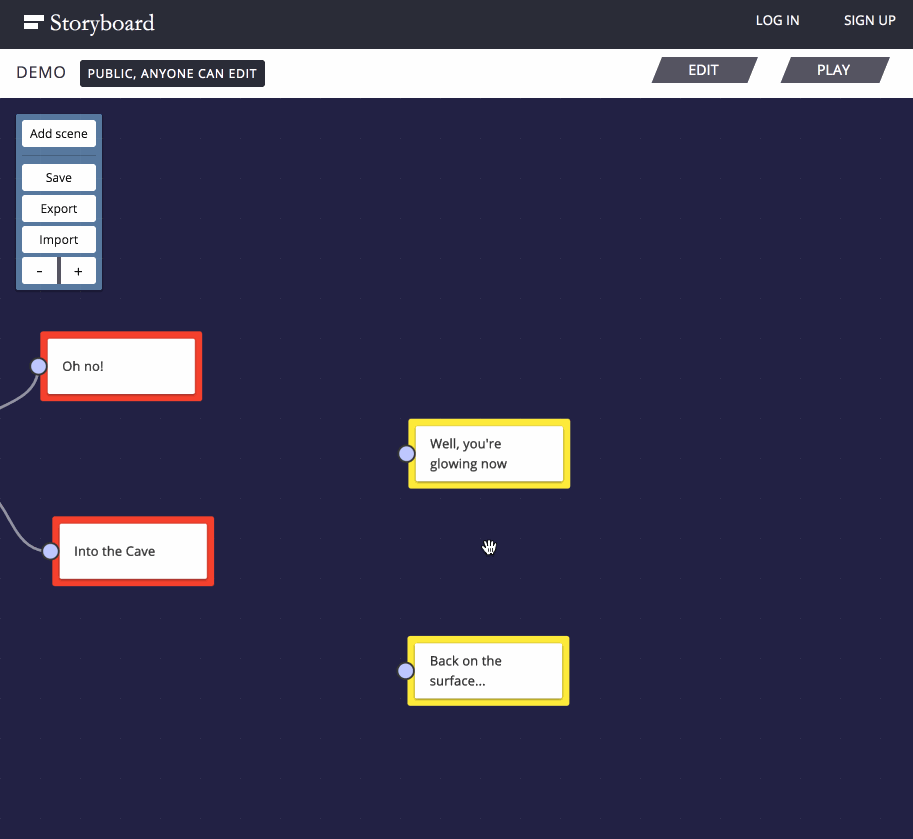 Storyboard
LOG IN
SIGN UP
DEMO
PUBLIC, ANYONE CAN EDIT
EDIT
PLAY
Add scene
Save
Export
Import
- +
Oh no!
Well, you're
glowing now
Into the Cave
Back on the
surface...